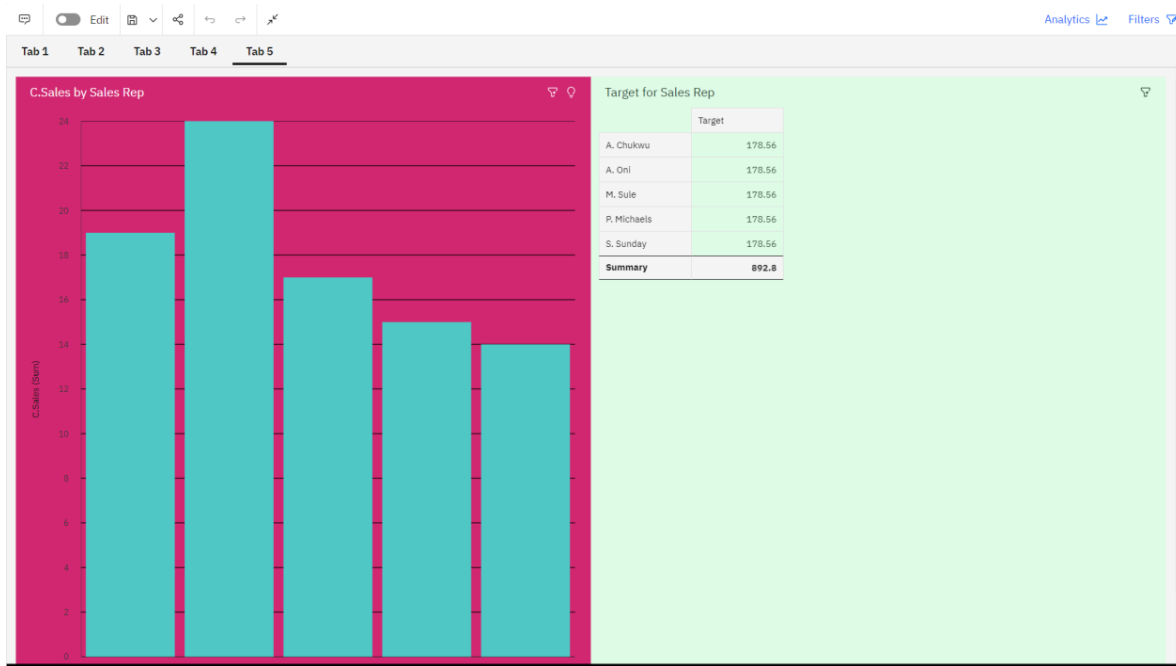 Edit
Analytics
Filters
Tab 1 Tab 2 Tab 3 Tab 4 Tab 5
C.Sales by Sales Rep
24
22
20
18
16
14
12
10
8
6
4
2
0
C.Sales (Sum)
Target for Sales Rep
Target
A. Chukwu 178.56
A. Oni 178.56
M. Sule 178.56
P. Michaels 178.56
S. Sunday 178.56
Summary 892.8